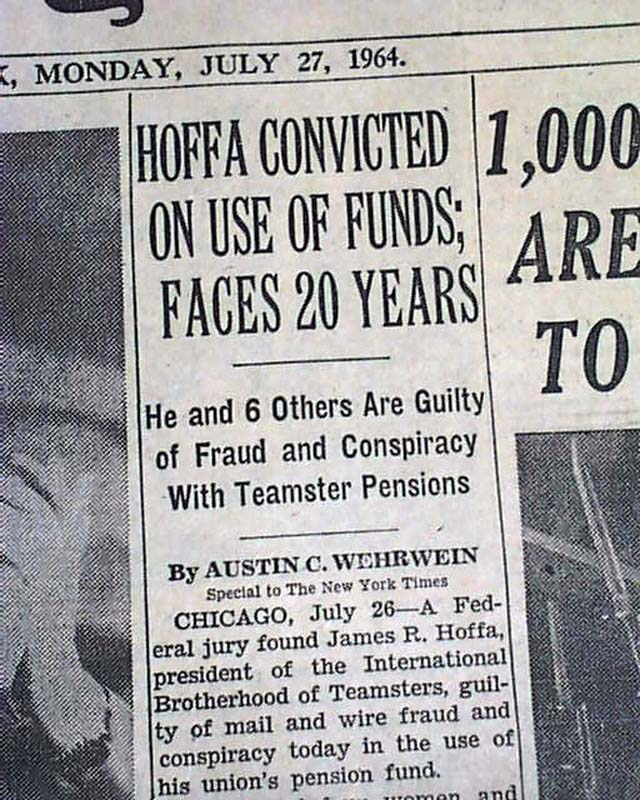 MONDAY, JULY 27, 1964.
HOFFA CONVICTED
ON USE OF FUNDS;
FACES 20 YEARS
He and 6 Others Are Guilty
of Fraud and Conspiracy
With Teamster Pensions
By AUSTIN C. WEHRWEIN
Special to The New York Times
CHICAGO, July 26—A Fed-
eral jury found James R. Hoffa,
president of the International
Brotherhood of Teamsters, guil-
ty of mail and wire fraud and
conspiracy today in the use of
his union's pension fund.
women and
1,000
ARE
TO